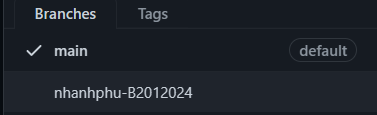 Branches Tags
main default
nhanhphu-B2012024